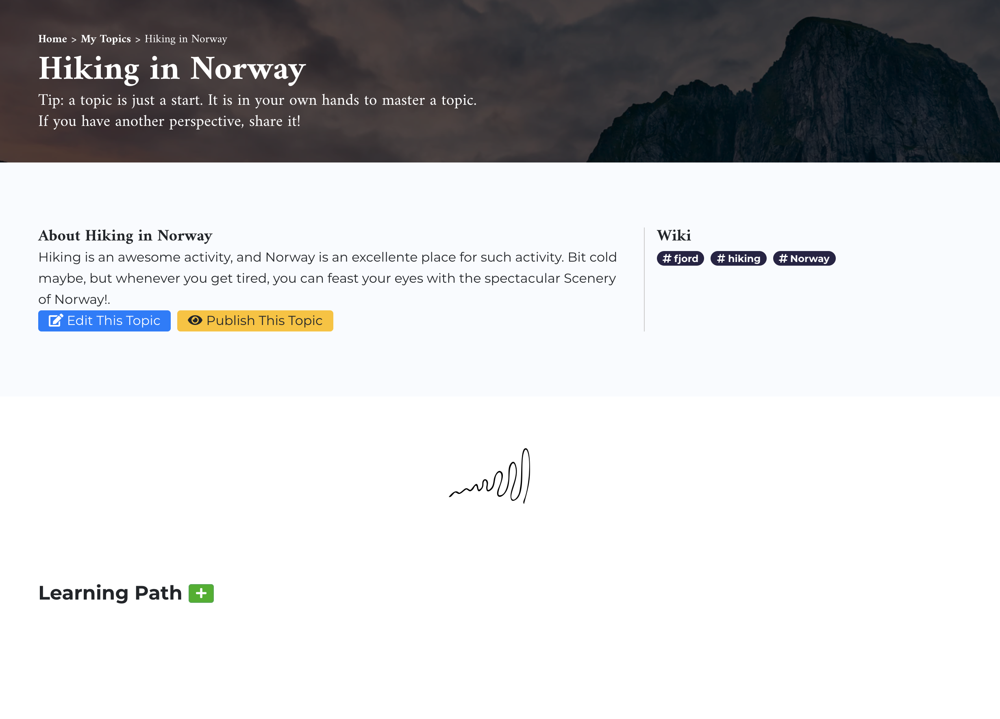 Home > My Topics > Hiking in Norway
Hiking in Norway
Tip: a topic is just a start. It is in your own hands to master a topic.
If you have another perspective, share it!
About Hiking in Norway
Hiking is an awesome activity, and Norway is an excellente place for such activity. Bit cold
maybe, but whenever you get tired, you can feast your eyes with the spectacular Scenery
of Norway!.
Edit This Topic
Publish This Topic
Wiki
# fjord # hiking # Norway
Learning Path +